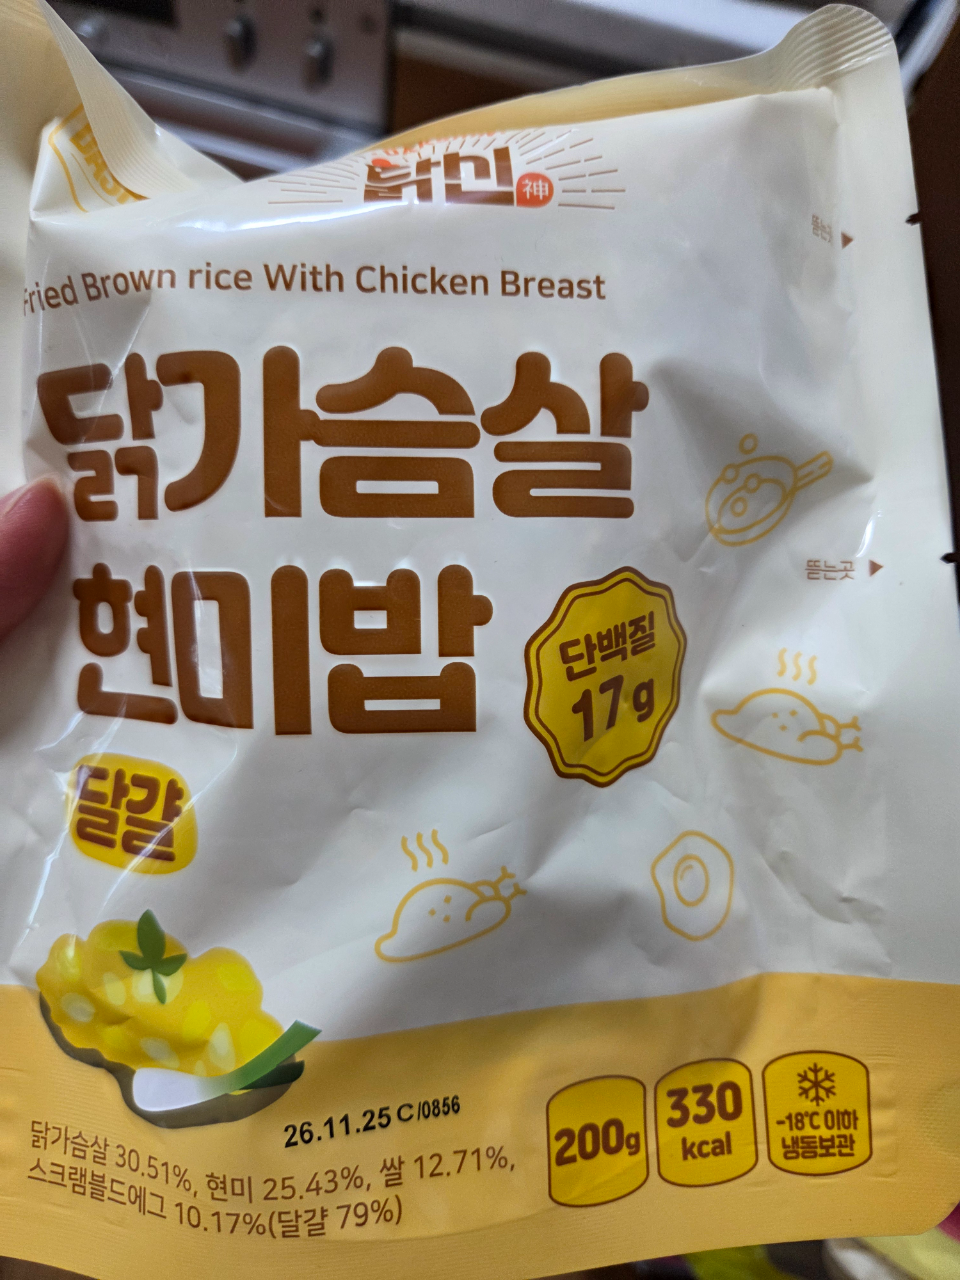 닭신
神
Fried Brown rice With Chicken Breast
뜯는곳
닭가슴살
현미밥
뜯는곳
단백질
17g
달걀
26.11.25 C/0856
닭가슴살 30.51%, 현미 25.43%, 쌀 12.71%,
스크램블드에그 10.17%(달걀 79%)
200g
330
kcal
-18℃ 이하
냉동보관